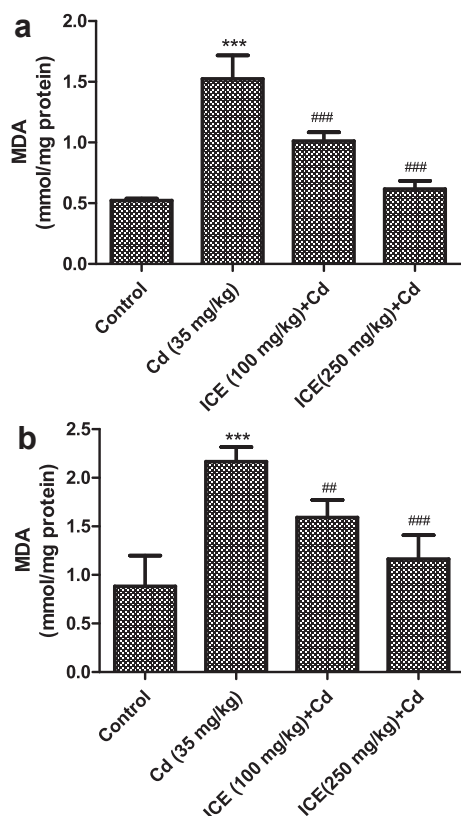 a
MDA
(mmol/mg protein)
2.0
1.5
1.0
0.5
0.0
***
###
###
Control
Cd (35 mg/kg)
ICE (100 mg/kg)+Cd
ICE(250 mg/kg)+Cd
b
MDA
(mmol/mg protein)
2.5
2.0
1.5
1.0
0.5
0.0
***
##
###
Control
Cd (35 mg/kg)
ICE (100 mg/kg)+Cd
ICE(250 mg/kg)+Cd